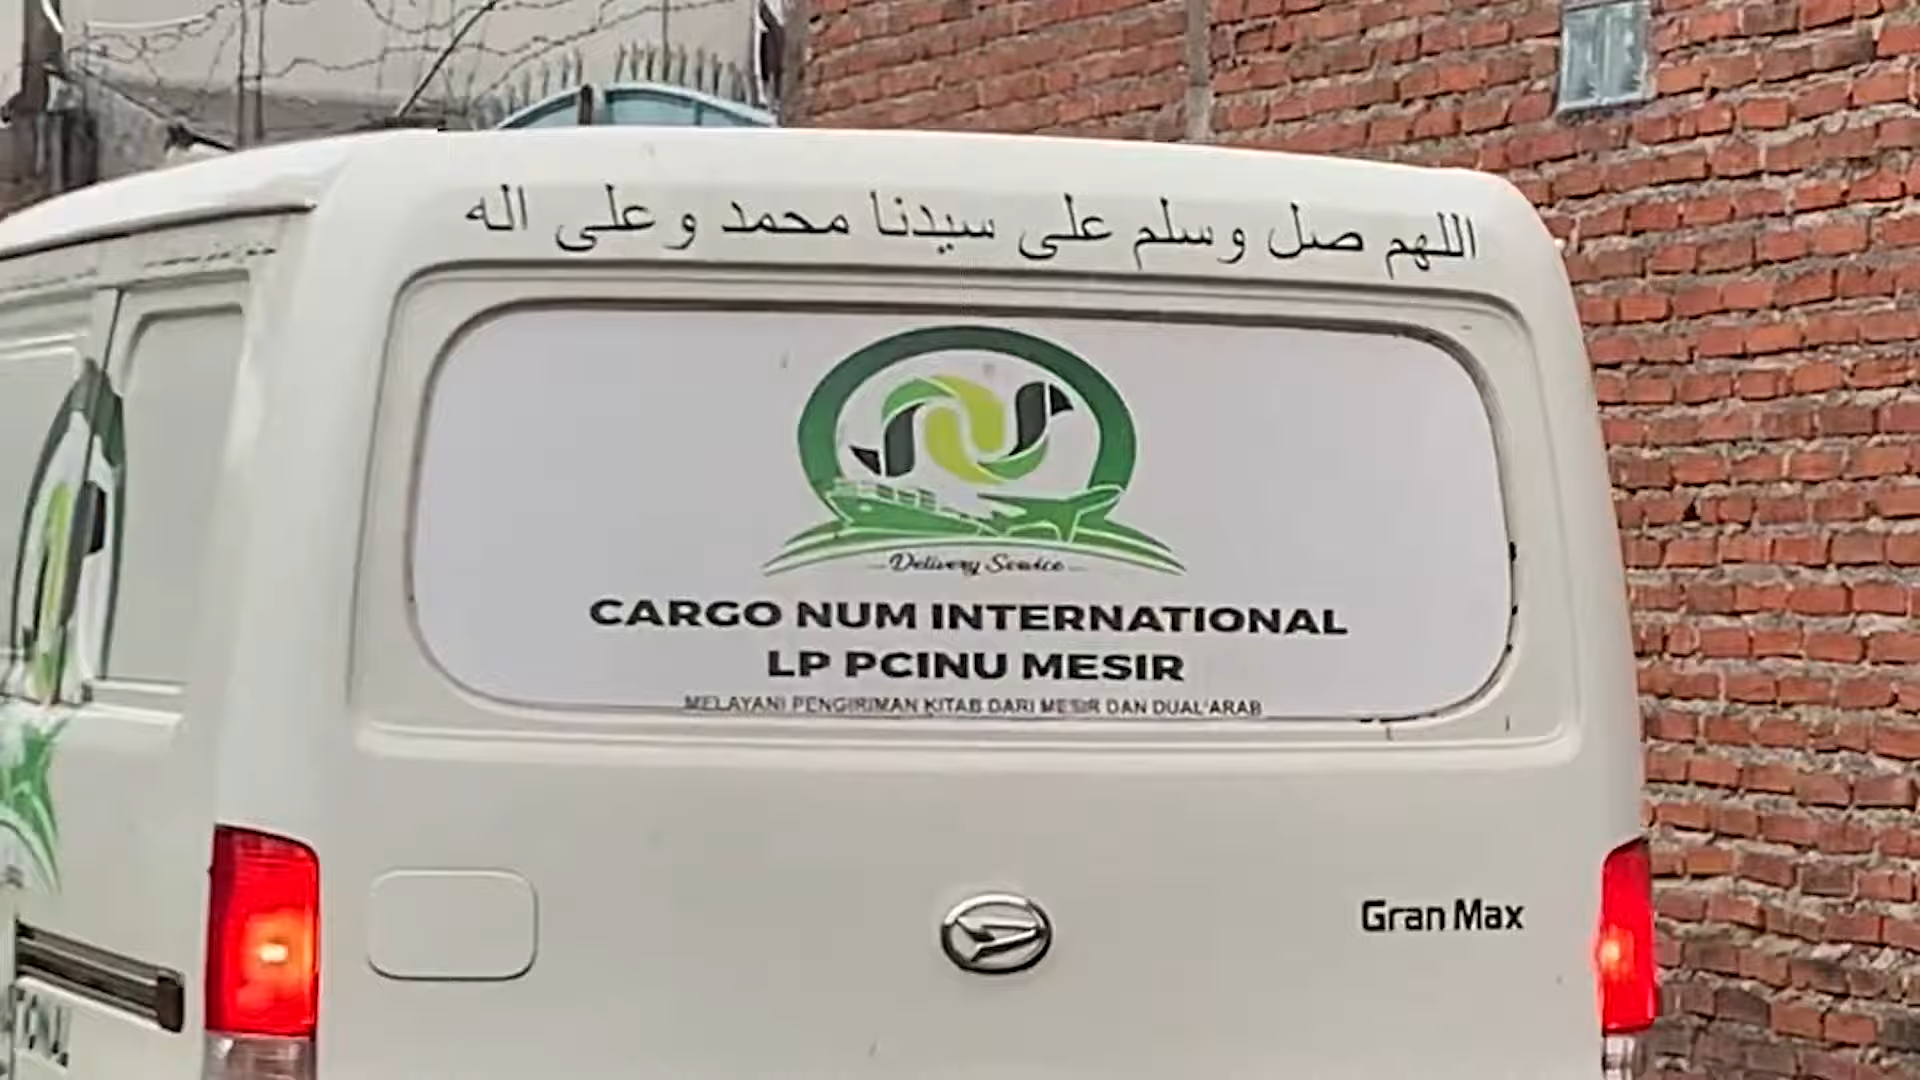 اللهم صل وسلم على سيدنا محمد وعلى اله
Delivery Service
CARGO NUM INTERNATIONAL
LP PCINU MESIR
MELAYANI PENGIRIMAN KITAB DARI MESIR DAN DUAL'ARAB
Gran Max